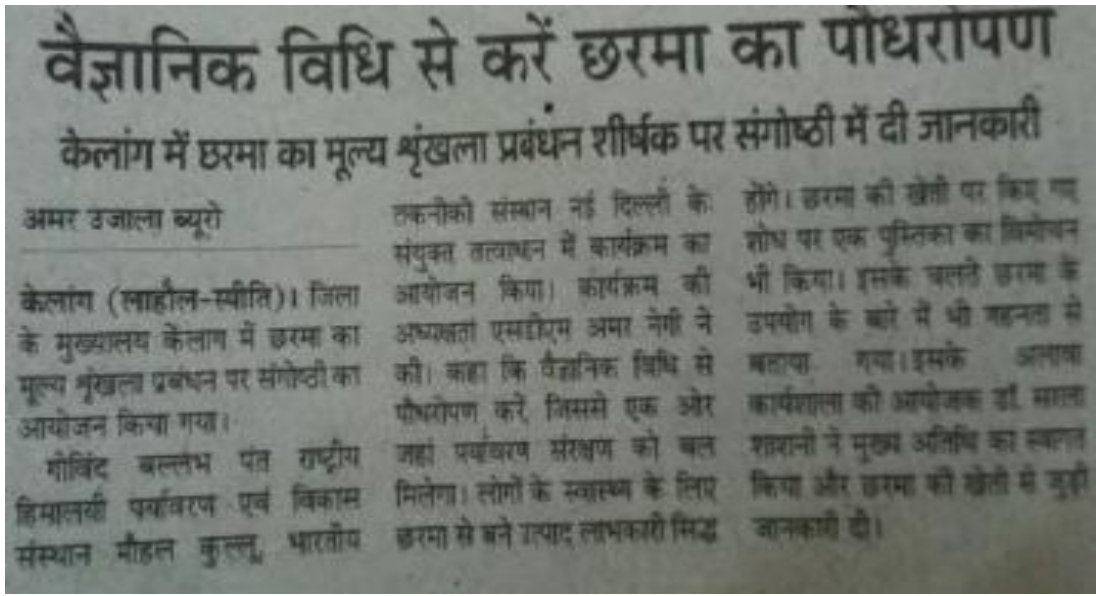 वैज्ञानिक विधि से करें छरमा का पौधरोपण
केलांग में छरमा का मूल्य शृंखला प्रबंधन शीर्षक पर संगोष्ठी में दी जानकारी
अमर उजाला ब्यूरो
केलांग (लाहौल-स्पीति)। जिला
के मुख्यालय केलांग में छरमा का
मूल्य शृंखला प्रबंधन पर संगोष्ठी का
आयोजन किया गया।
गोविंद बल्लभ पंत राष्ट्रीय
हिमालयी पर्यावरण एवं विकास
संस्थान मौहल कुल्लू, भारतीय
तकनीकी संस्थान नई दिल्ली के
संयुक्त तत्वाधान में कार्यक्रम का
आयोजन किया। कार्यक्रम की
अध्यक्षता एसडीएम अमर नेगी ने
की। कहा कि वैज्ञानिक विधि से
पौधरोपण करें, जिससे एक ओर
जहां पर्यावरण संरक्षण को बल
मिलेगा। लोगों के स्वास्थ्य के लिए
छरमा से बने उत्पाद लाभकारी सिद्ध
होंगे। छरमा की खेती पर किए गए
शोध पर एक पुस्तिका का विमोचन
भी किया। इसके चलते छरमा के
उपयोग के बारे में भी गहनता से
बताया गया। इसके अलावा
कार्यशाला की आयोजक डॉ. सरला
शाशनी ने मुख्य अतिथि का स्वागत
किया और छरमा की खेती से जुड़ी
जानकारी दी।